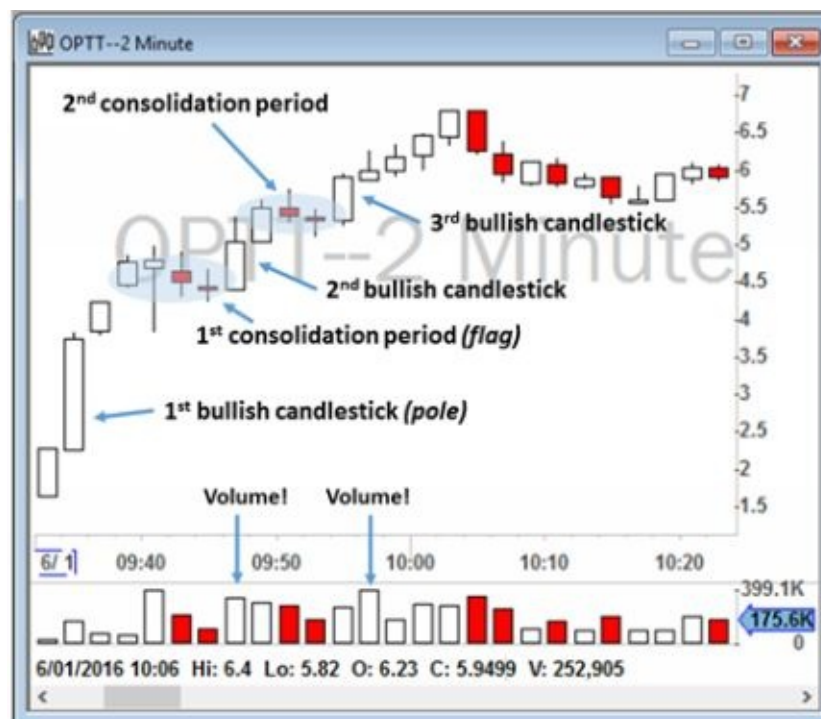 OPTT--2 Minute
2nd consolidation period
OPTT--2 Minute
3rd bullish candlestick
2nd bullish candlestick
1st consolidation period (flag)
1st bullish candlestick (pole)
7
6.5
6
5.5
5
4.5
4
3.5
3
2.5
2
1.5
Volume! Volume!
6/ 1 09:40 09:50 10:00 10:10 10:20
399.1K
175.6K
0
6/01/2016 10:06 Hi: 6.4 Lo: 5.82 O: 6.23 C: 5.9499 V: 252,905